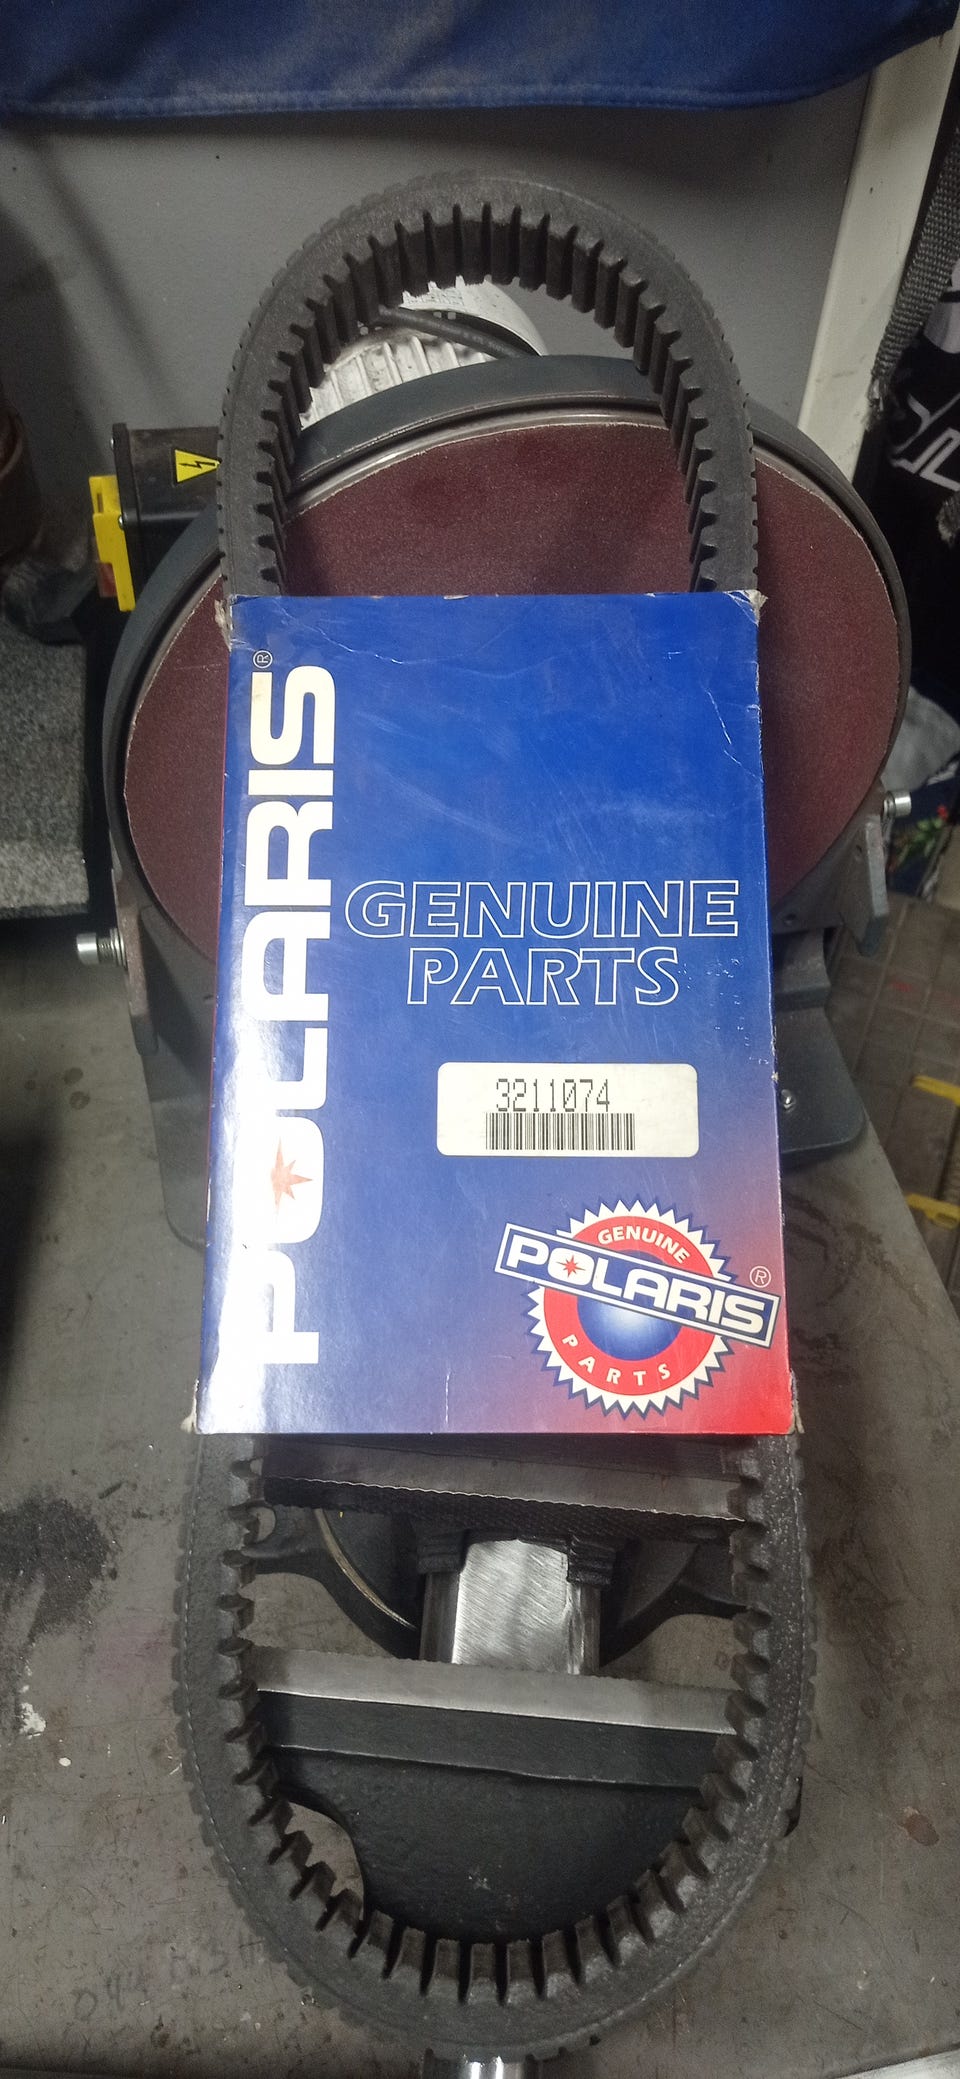 POLARIS®
GENUINE
PARTS
3211074
GENUINE
POLARIS®
PARTS